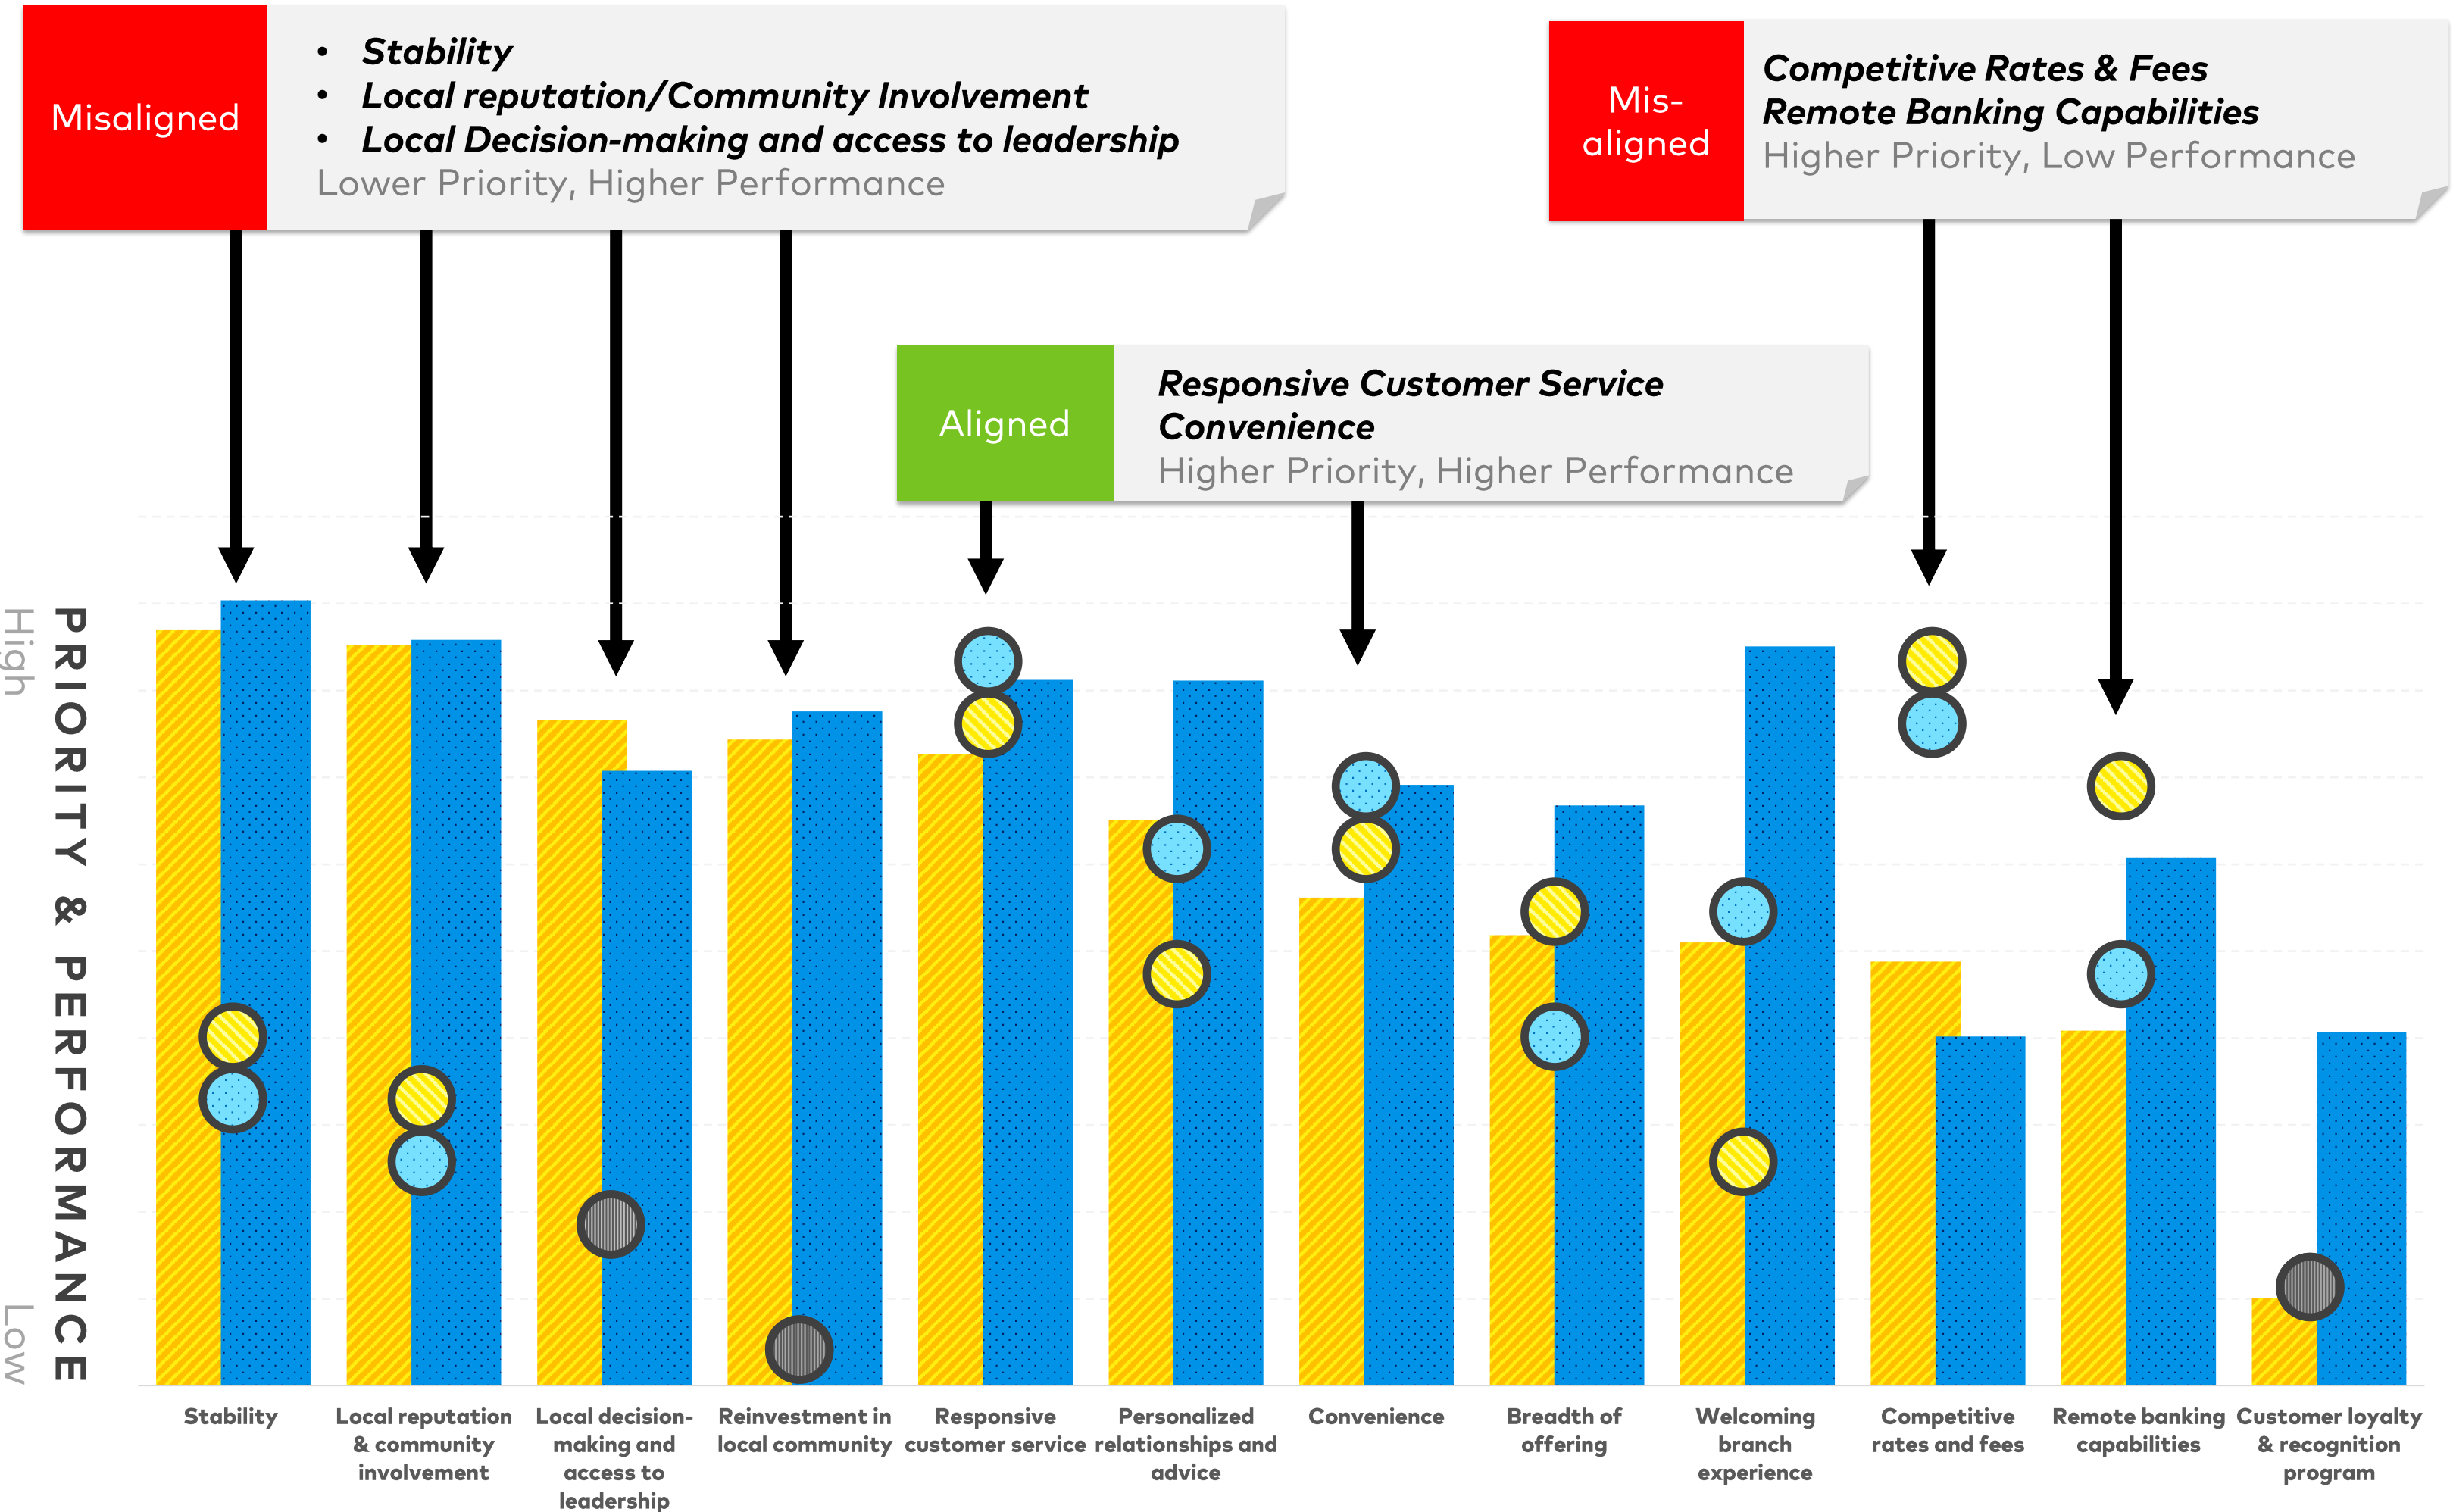 Misaligned
• Stability
• Local reputation/Community Involvement
• Local Decision-making and access to leadership
Lower Priority, Higher Performance
Mis-
aligned
Competitive Rates & Fees
Remote Banking Capabilities
Higher Priority, Low Performance
Aligned
Responsive Customer Service
Convenience
Higher Priority, Higher Performance
High
PRIORITY & PERFORMANCE
Low
Stability
Local reputation
& community
involvement
Local decision-
making and
access to
leadership
Reinvestment in
local community
Responsive
customer service
Personalized
relationships and
advice
Convenience
Breadth of
offering
Welcoming
branch
experience
Competitive
rates and fees
Remote banking
capabilities
Customer loyalty
& recognition
program